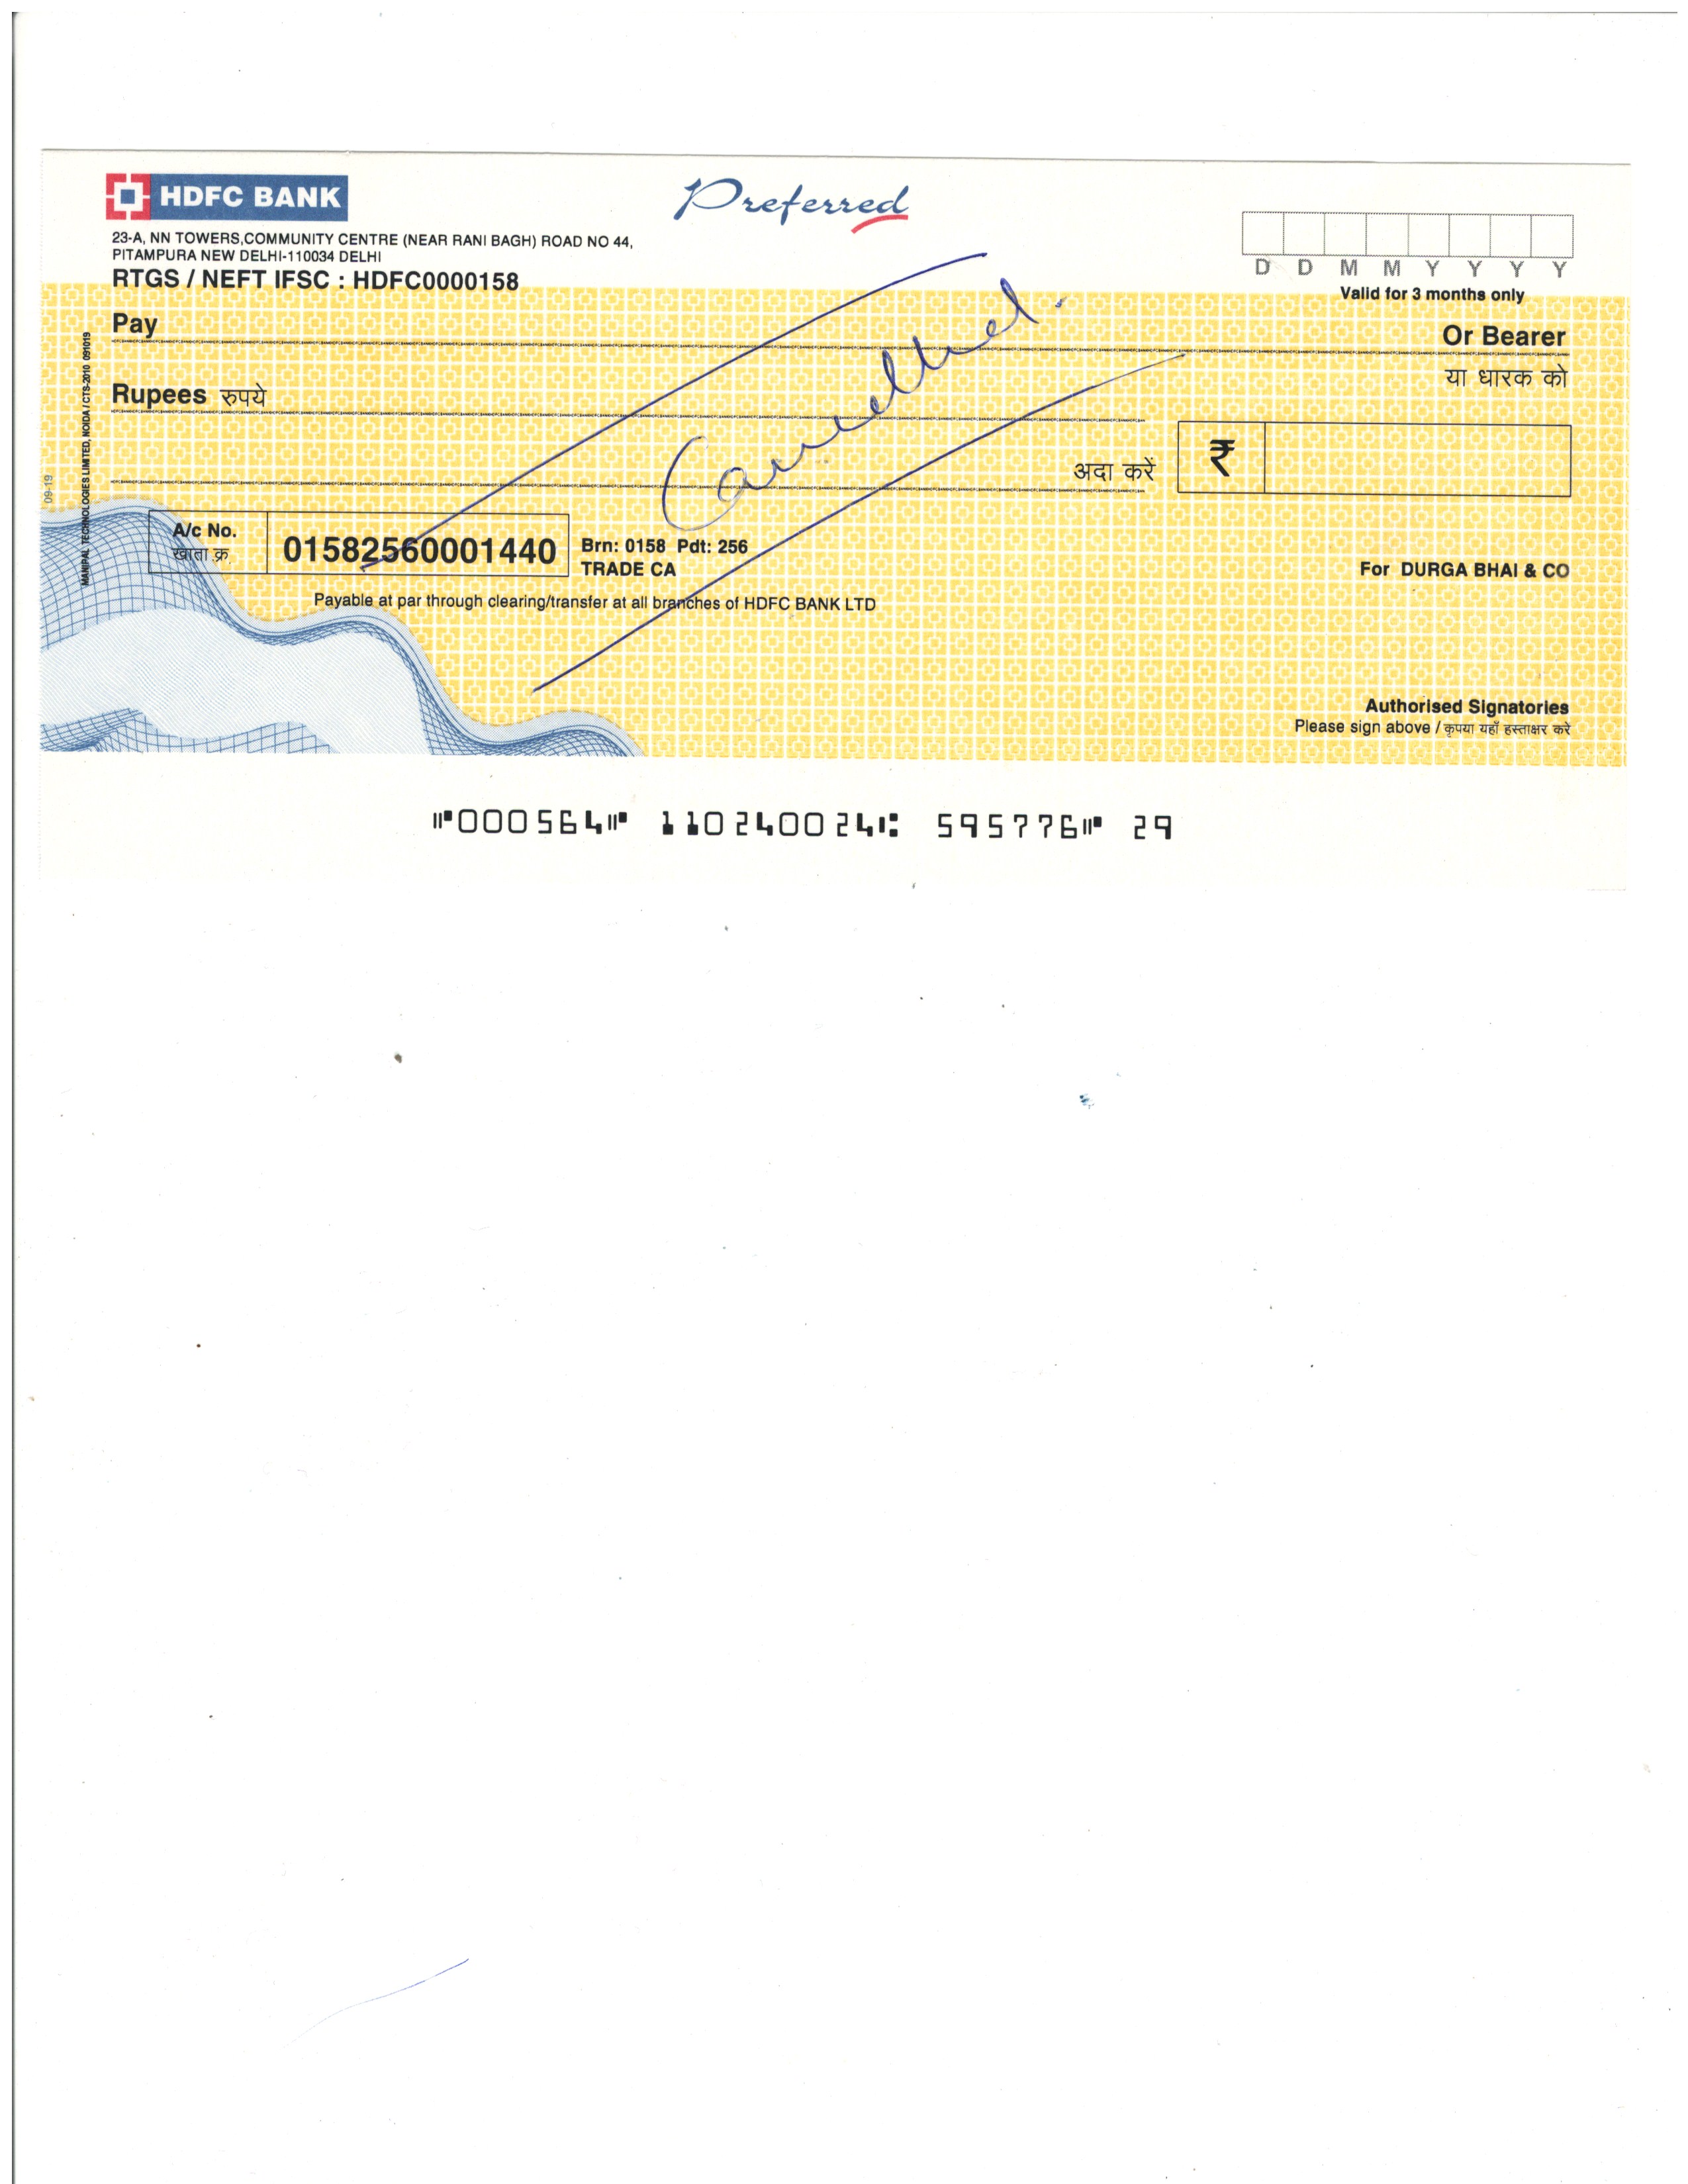 HDFC BANK
Preferred
23-A, NN TOWERS,COMMUNITY CENTRE (NEAR RANI BAGH) ROAD NO 44,
PITAMPURA NEW DELHI-110034 DELHI
RTGS / NEFT IFSC : HDFC0000158
D D M M Y Y Y Y
Valid for 3 months only
Pay
Or Bearer
या धारक को
Rupees रुपये
Cancelled.
अदा करें
₹
A/c No.
खाता क्र.
01582560001440
Brn: 0158 Pdt: 256
TRADE CA
For DURGA BHAI & CO
Payable at par through clearing/transfer at all branches of HDFC BANK LTD
Authorised Signatories
Please sign above / कृपया यहाँ हस्ताक्षर करे
MANIPAL TECHNOLOGIES LIMITED, NOIDA / CTS-2010 091019
09-19
⑈000564⑈ 110240024⑆ 595776⑈ 29